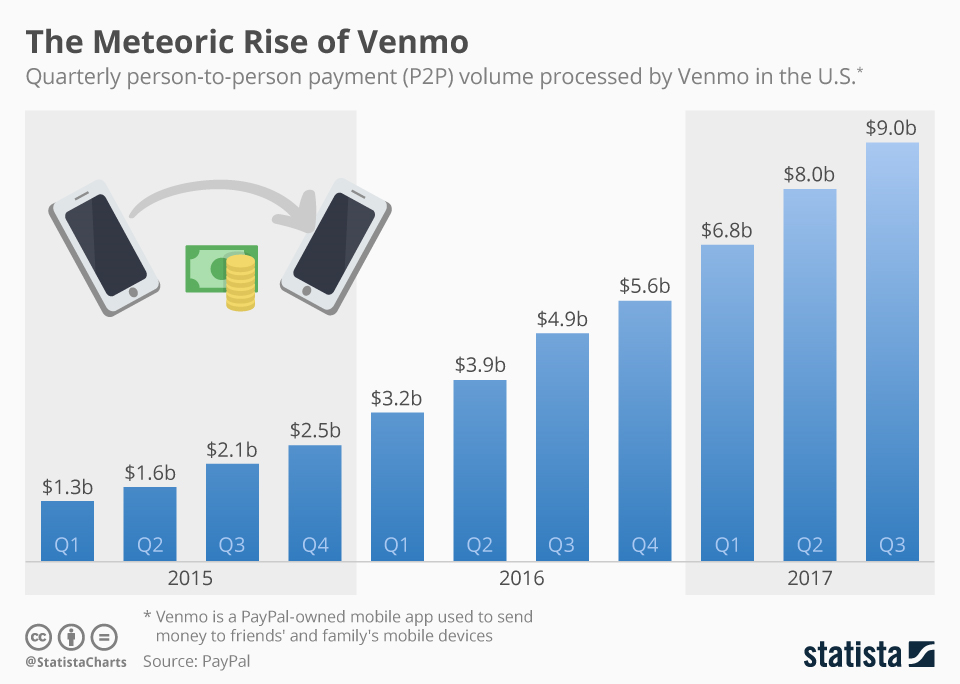 The Meteoric Rise of Venmo
Quarterly person-to-person payment (P2P) volume processed by Venmo in the U.S.*
$1.3b
$1.6b
$2.1b
$2.5b
$3.2b
$3.9b
$4.9b
$5.6b
$6.8b
$8.0b
$9.0b
Q1 Q2 Q3 Q4 Q1 Q2 Q3 Q4 Q1 Q2 Q3
2015 2016 2017
* Venmo is a PayPal-owned mobile app used to send
money to friends' and family's mobile devices
cc
@StatistaCharts
Source: PayPal
statista